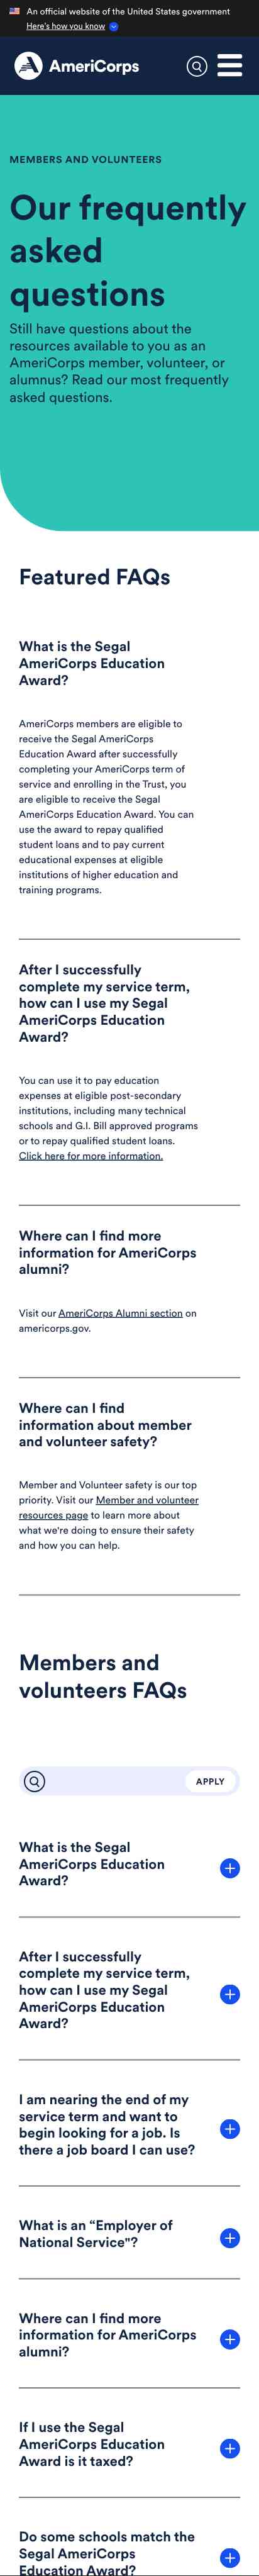 An official website of the United States government
Here's how you know
AmeriCorps
MEMBERS AND VOLUNTEERS
Our frequently
asked
questions
Still have questions about the
resources available to you as an
AmeriCorps member, volunteer, or
alumnus? Read our most frequently
asked questions.
Featured FAQs
What is the Segal
AmeriCorps Education
Award?
AmeriCorps members are eligible to
receive the Segal AmeriCorps
Education Award after successfully
completing your AmeriCorps term of
service and enrolling in the Trust, you
are eligible to receive the Segal
AmeriCorps Education Award. You can
use the award to repay qualified
student loans and to pay current
educational expenses at eligible
institutions of higher education and
training programs.
After I successfully
complete my service term,
how can I use my Segal
AmeriCorps Education
Award?
You can use it to pay education
expenses at eligible post-secondary
institutions, including many technical
schools and G.I. Bill approved programs
or to repay qualified student loans.
Click here for more information.
Where can I find more
information for AmeriCorps
alumni?
Visit our AmeriCorps Alumni section on
americorps.gov.
Where can I find
information about member
and volunteer safety?
Member and Volunteer safety is our top
priority. Visit our Member and volunteer
resources page to learn more about
what we're doing to ensure their safety
and how you can help.
Members and
volunteers FAQs
APPLY
What is the Segal
AmeriCorps Education
Award?
After I successfully
complete my service term,
how can I use my Segal
AmeriCorps Education
Award?
I am nearing the end of my
service term and want to
begin looking for a job. Is
there a job board I can use?
What is an “Employer of
National Service"?
Where can I find more
information for AmeriCorps
alumni?
If I use the Segal
AmeriCorps Education
Award is it taxed?
Do some schools match the
Segal AmeriCorps
Education Award?